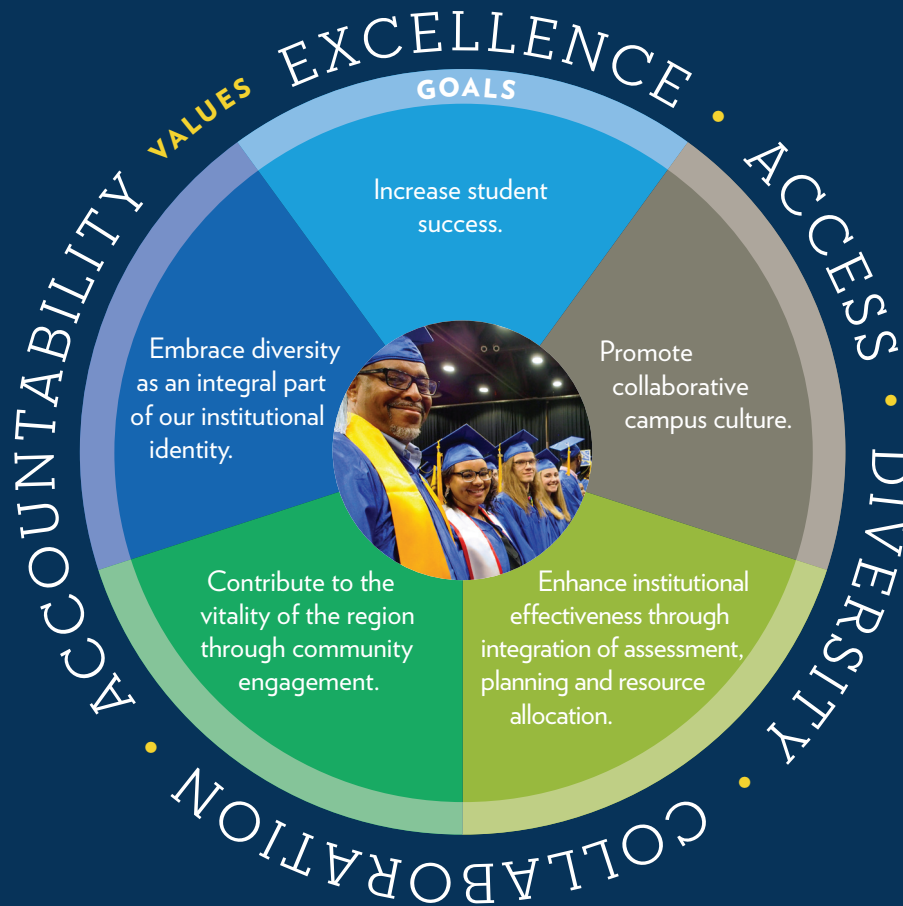 VALUES EXCELLENCE • ACCESS • DIVERSITY • COLLABORATION • ACCOUNTABILITY
GOALS
Increase student
success.
Promote
collaborative
campus culture.
Enhance institutional
effectiveness through
integration of assessment,
planning and resource
allocation.
Contribute to the
vitality of the region
through community
engagement.
Embrace diversity
as an integral part
of our institutional
identity.